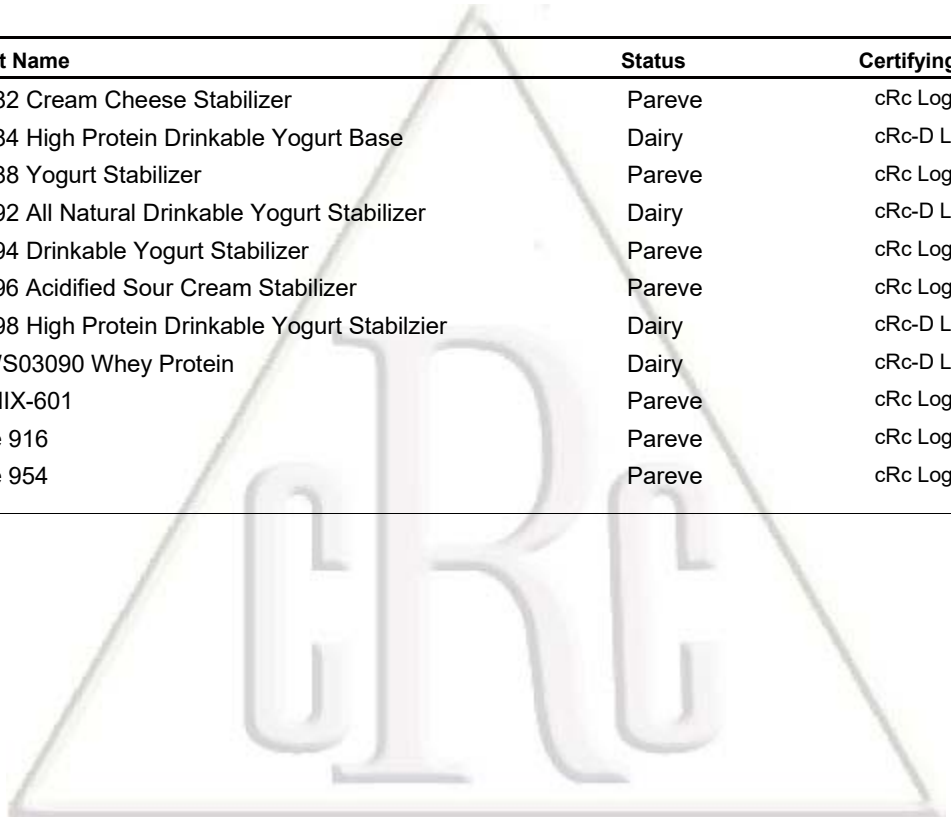 t Name Status Certifying
32 Cream Cheese Stabilizer Pareve cRc Log
34 High Protein Drinkable Yogurt Base Dairy cRc-D L
38 Yogurt Stabilizer Pareve cRc Log
92 All Natural Drinkable Yogurt Stabilizer Dairy cRc-D L
94 Drinkable Yogurt Stabilizer Pareve cRc Log
96 Acidified Sour Cream Stabilizer Pareve cRc Log
98 High Protein Drinkable Yogurt Stabilzier Dairy cRc-D L
S03090 Whey Protein Dairy cRc-D L
IX-601 Pareve cRc Log
916 Pareve cRc Log
954 Pareve cRc Log
cRc